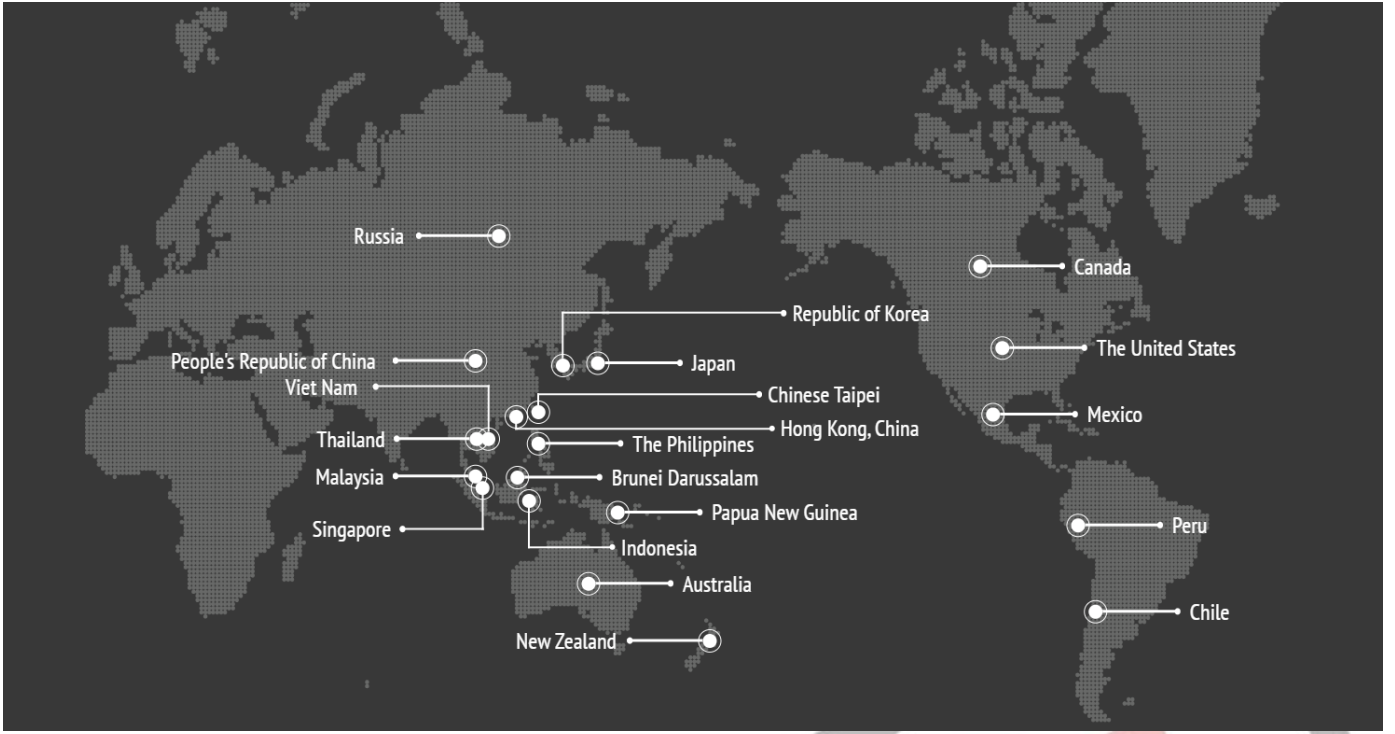 Russia
Canada
Republic of Korea
The United States
People's Republic of China
Japan
Viet Nam
Chinese Taipei
Mexico
Hong Kong, China
Thailand
The Philippines
Malaysia
Brunei Darussalam
Papua New Guinea
Peru
Singapore
Indonesia
Australia
Chile
New Zealand